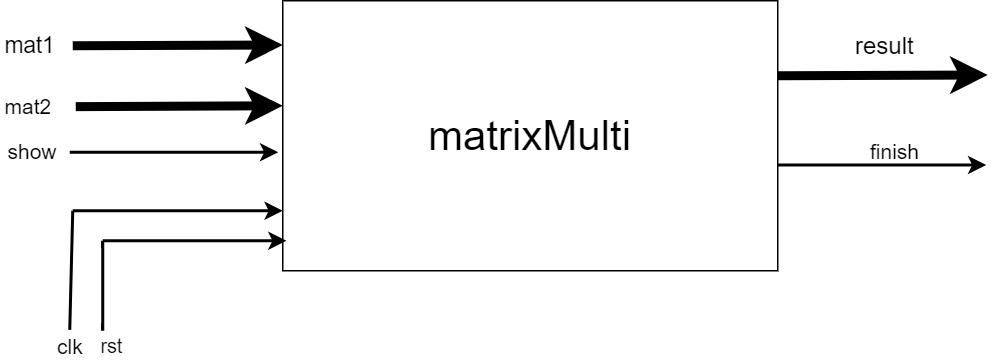 mat1
mat2
show
clk
rst
matrixMulti
result
finish